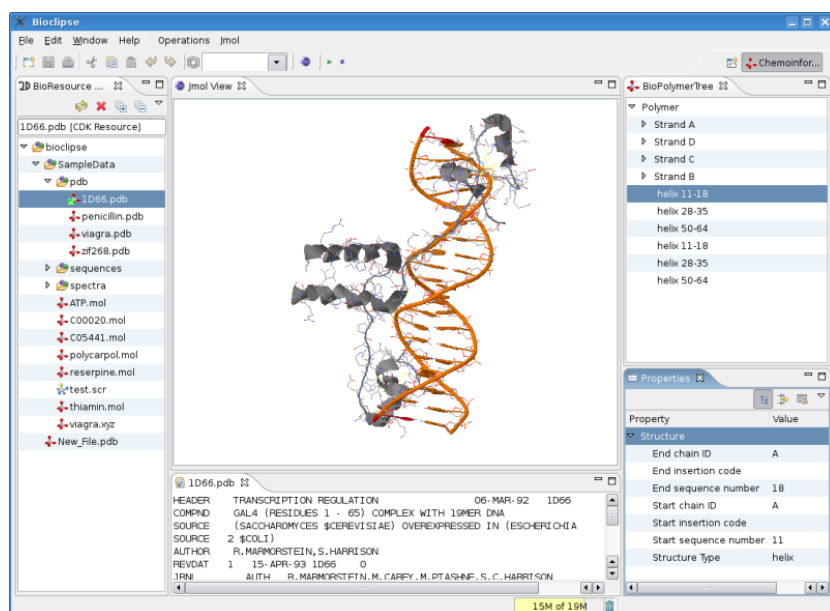 Bioclipse
File Edit Window Help Operations Jmol
Chemoinfor...
BioResource ...
1D66.pdb [CDK Resource]
bioclipse
SampleData
pdb
1D66.pdb
penicillin.pdb
viagra.pdb
zif268.pdb
sequences
spectra
ATP.mol
C00020.mol
C05441.mol
polycarpol.mol
reserpine.mol
test.scr
thiamin.mol
viagra.xyz
New_File.pdb
Jmol View
1D66.pdb
HEADER TRANSCRIPTION REGULATION 06-MAR-92 1D66
COMPND GAL4 (RESIDUES 1 - 65) COMPLEX WITH 19MER DNA
SOURCE (SACCHAROMYCES $CEREVISIAE) OVEREXPRESSED IN (ESCHERICHIA
SOURCE 2 $COLI)
AUTHOR R.MARMORSTEIN,S.HARRISON
REVDAT 1 15-APR-93 1D66 0
JRNL AUTH R.MARMORSTEIN,M.CAREY,M.PTASHNE,S.C.HARRISON
BioPolymerTree
Polymer
Strand A
Strand D
Strand C
Strand B
helix 11-18
helix 28-35
helix 50-64
helix 11-18
helix 28-35
helix 50-64
Properties
Property Value
Structure
End chain ID A
End insertion code
End sequence number 18
Start chain ID A
Start insertion code
Start sequence number 11
Structure Type helix
15M of 19M